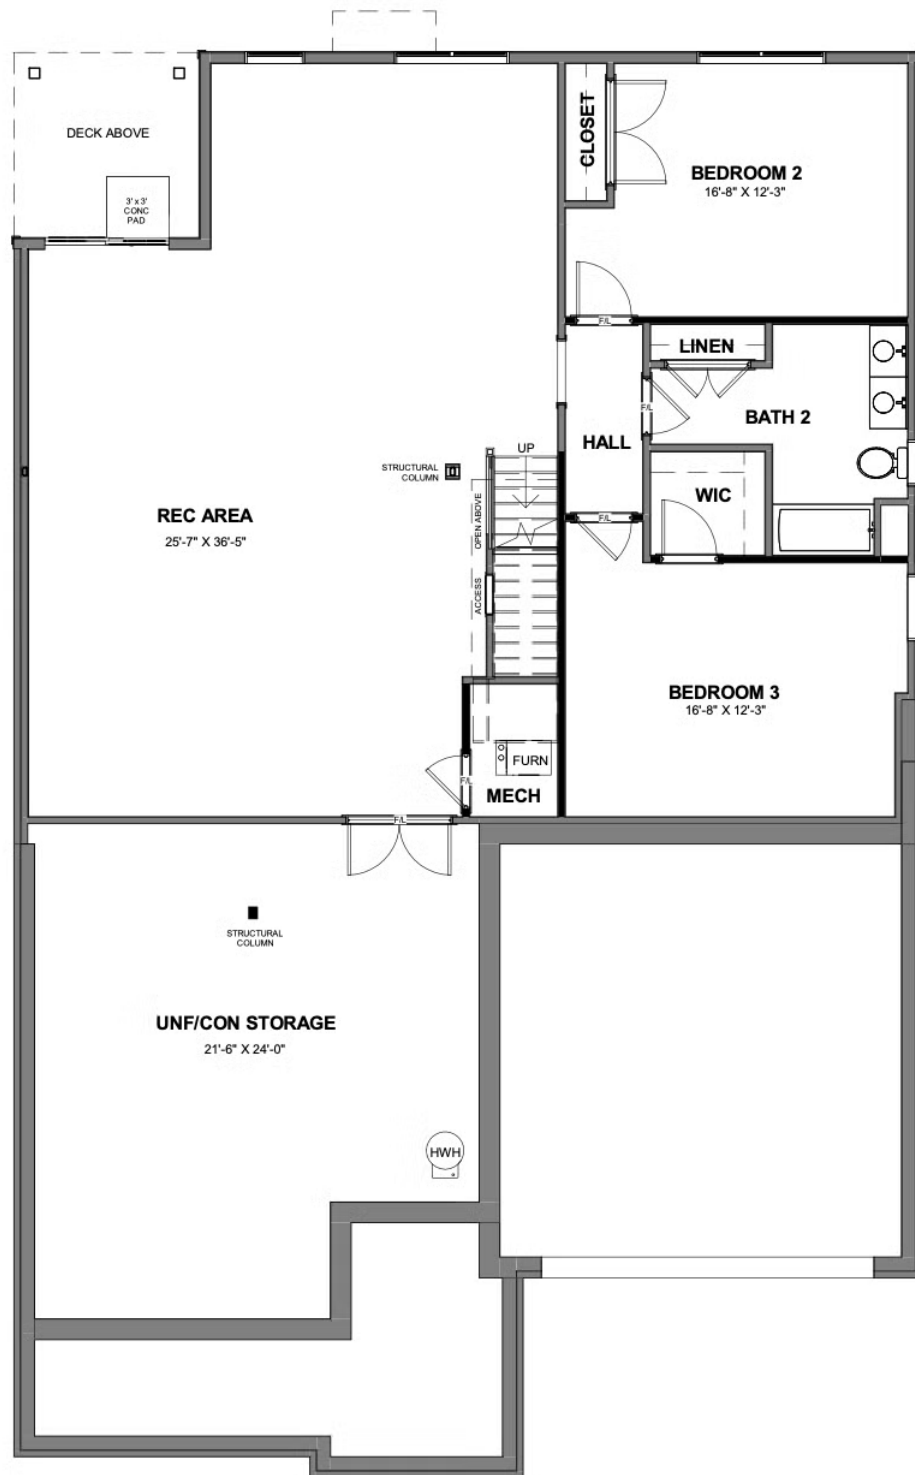 DECK ABOVE
3' x 3'
CONC
PAD
CLOSET
BEDROOM 2
16'-8" X 12'-3"
F/L
LINEN
F/L
BATH 2
HALL
UP
STRUCTURAL
COLUMN
OPEN ABOVE
WIC
REC AREA
25'-7" X 36'-5"
F/L
ACCESS
BEDROOM 3
16'-8" X 12'-3"
FURN
F/L
MECH
F/L
STRUCTURAL
COLUMN
UNF/CON STORAGE
21'-6" X 24'-0"
HWH